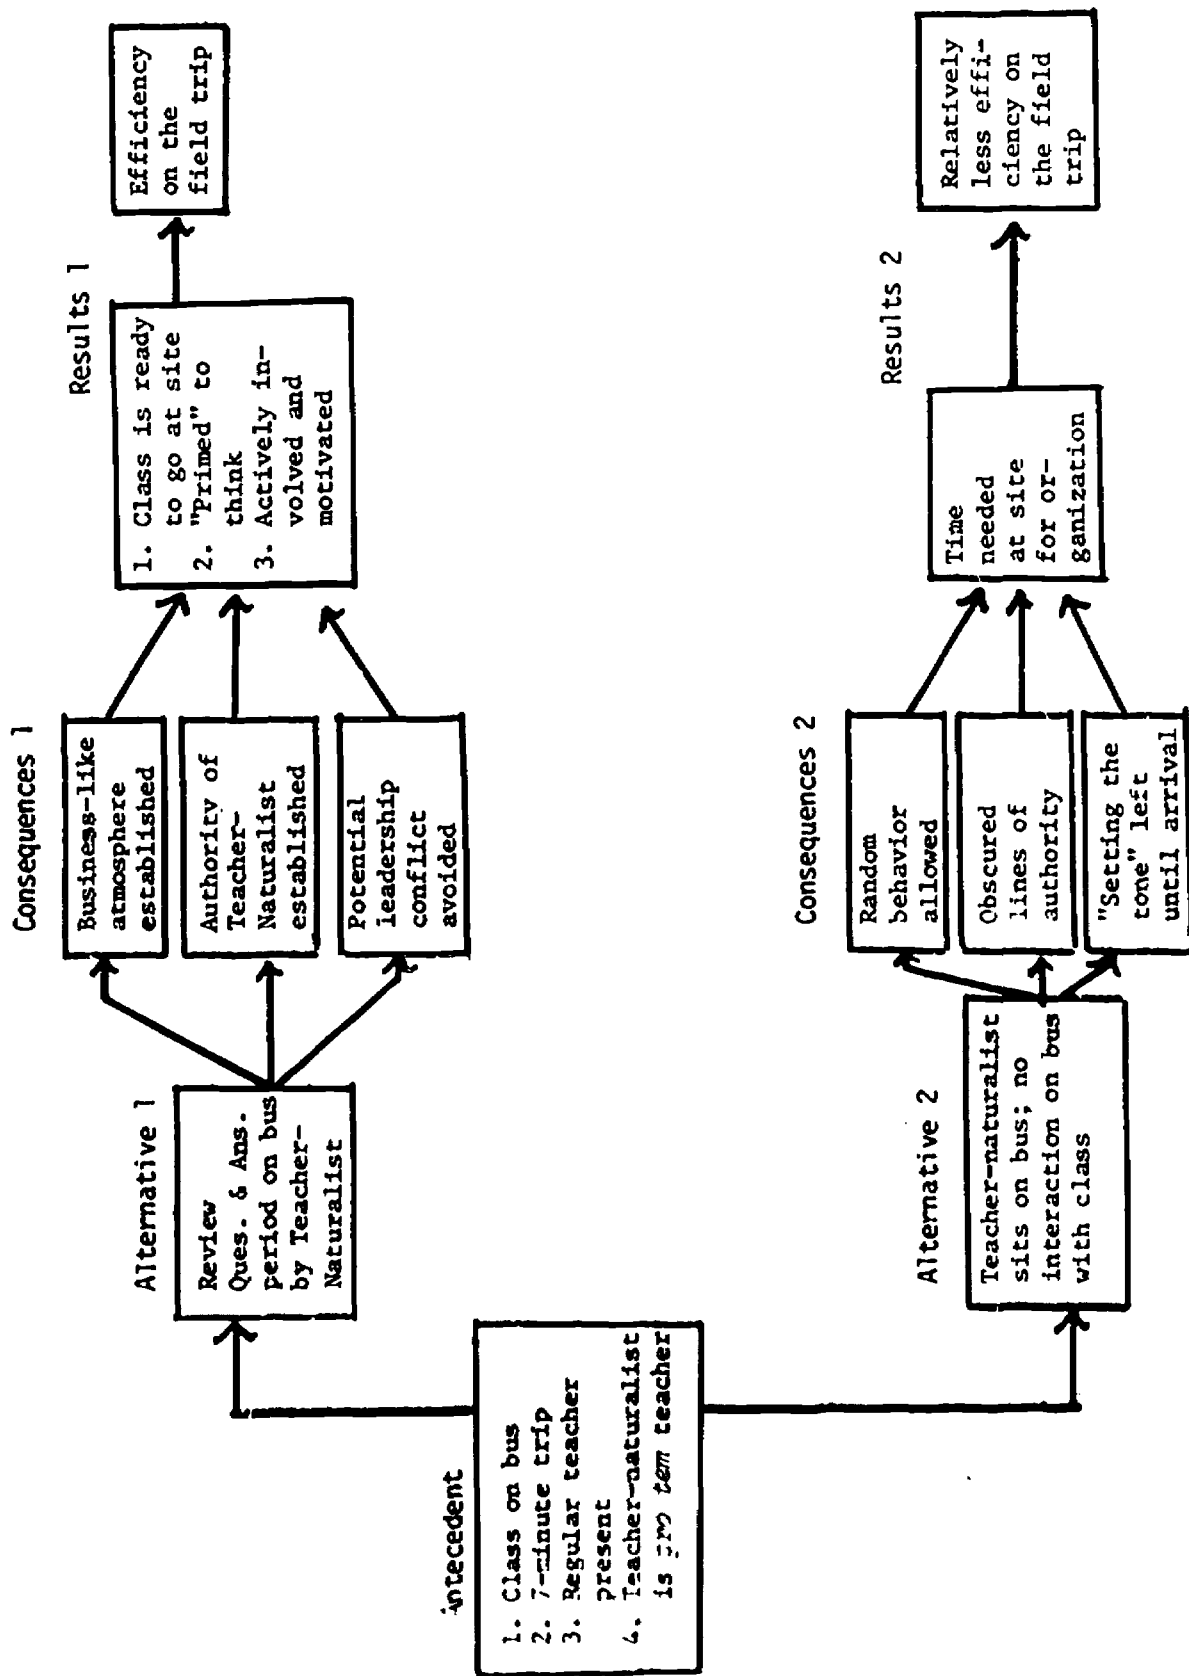 Antecedent
1. Class on bus
2. 7-minute trip
3. Regular teacher
present
4. Teacher-naturalist
is pro tem teacher
Alternative 1
Review
Ques. & Ans.
period on bus
by Teacher-
Naturalist
Consequences 1
Business-like
atmosphere
established
Authority of
Teacher-
Naturalist
established
Potential
leadership
conflict
avoided
Results 1
1. Class is ready
to go at site
2. "Primed" to
think
3. Actively in-
volved and
motivated
Efficiency
on the
field trip
Alternative 2
Teacher-naturalist
sits on bus; no
interaction on bus
with class
Consequences 2
Random
behavior
allowed
Obscured
lines of
authority
"Setting the
tone" left
until arrival
Results 2
Time
needed
at site
for or-
ganization
Relatively
less effi-
ciency on
the field
trip